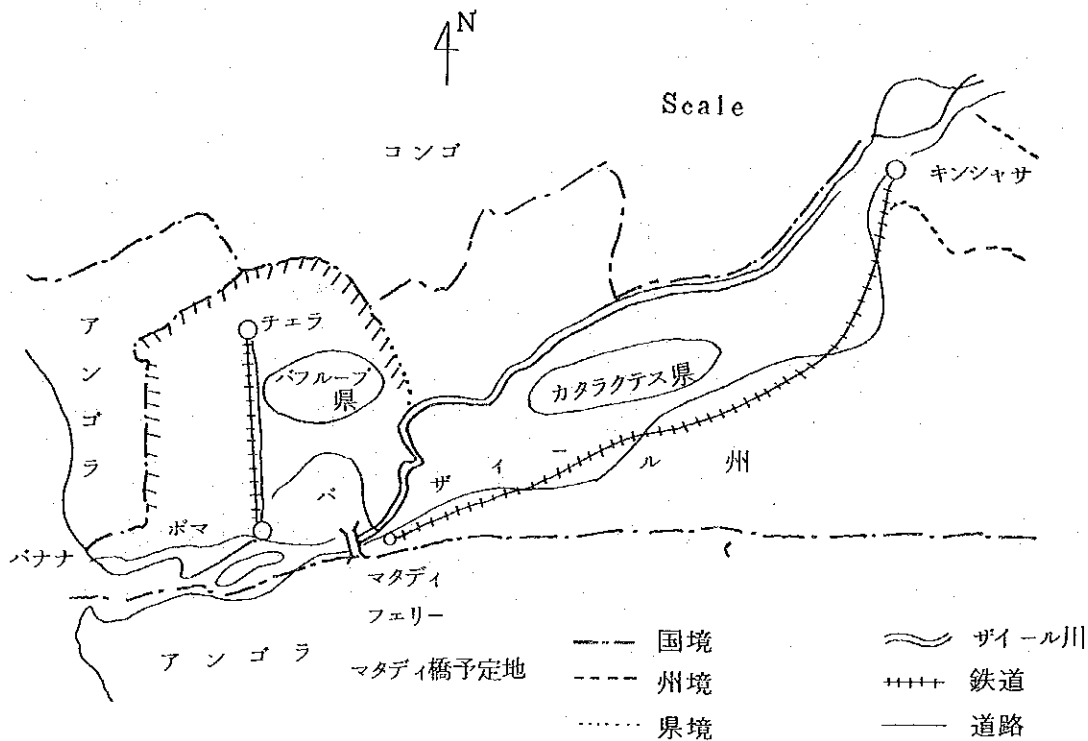 N
Scale
コンゴ
キンシャサ
アンゴラ
チェラ
バフルーブ
県
カタラクテス県
バザイール州
ボマ
バナナ
マタディ
フェリー
マタディ橋予定地
アンゴラ
国境
州境
県境
ザイール川
鉄道
道路